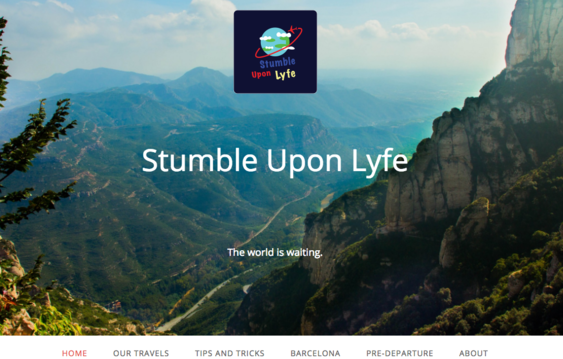 Stumble
Upon Lyfe
Stumble Upon Lyfe
The world is waiting.
HOME OUR TRAVELS TIPS AND TRICKS BARCELONA PRE-DEPARTURE ABOUT